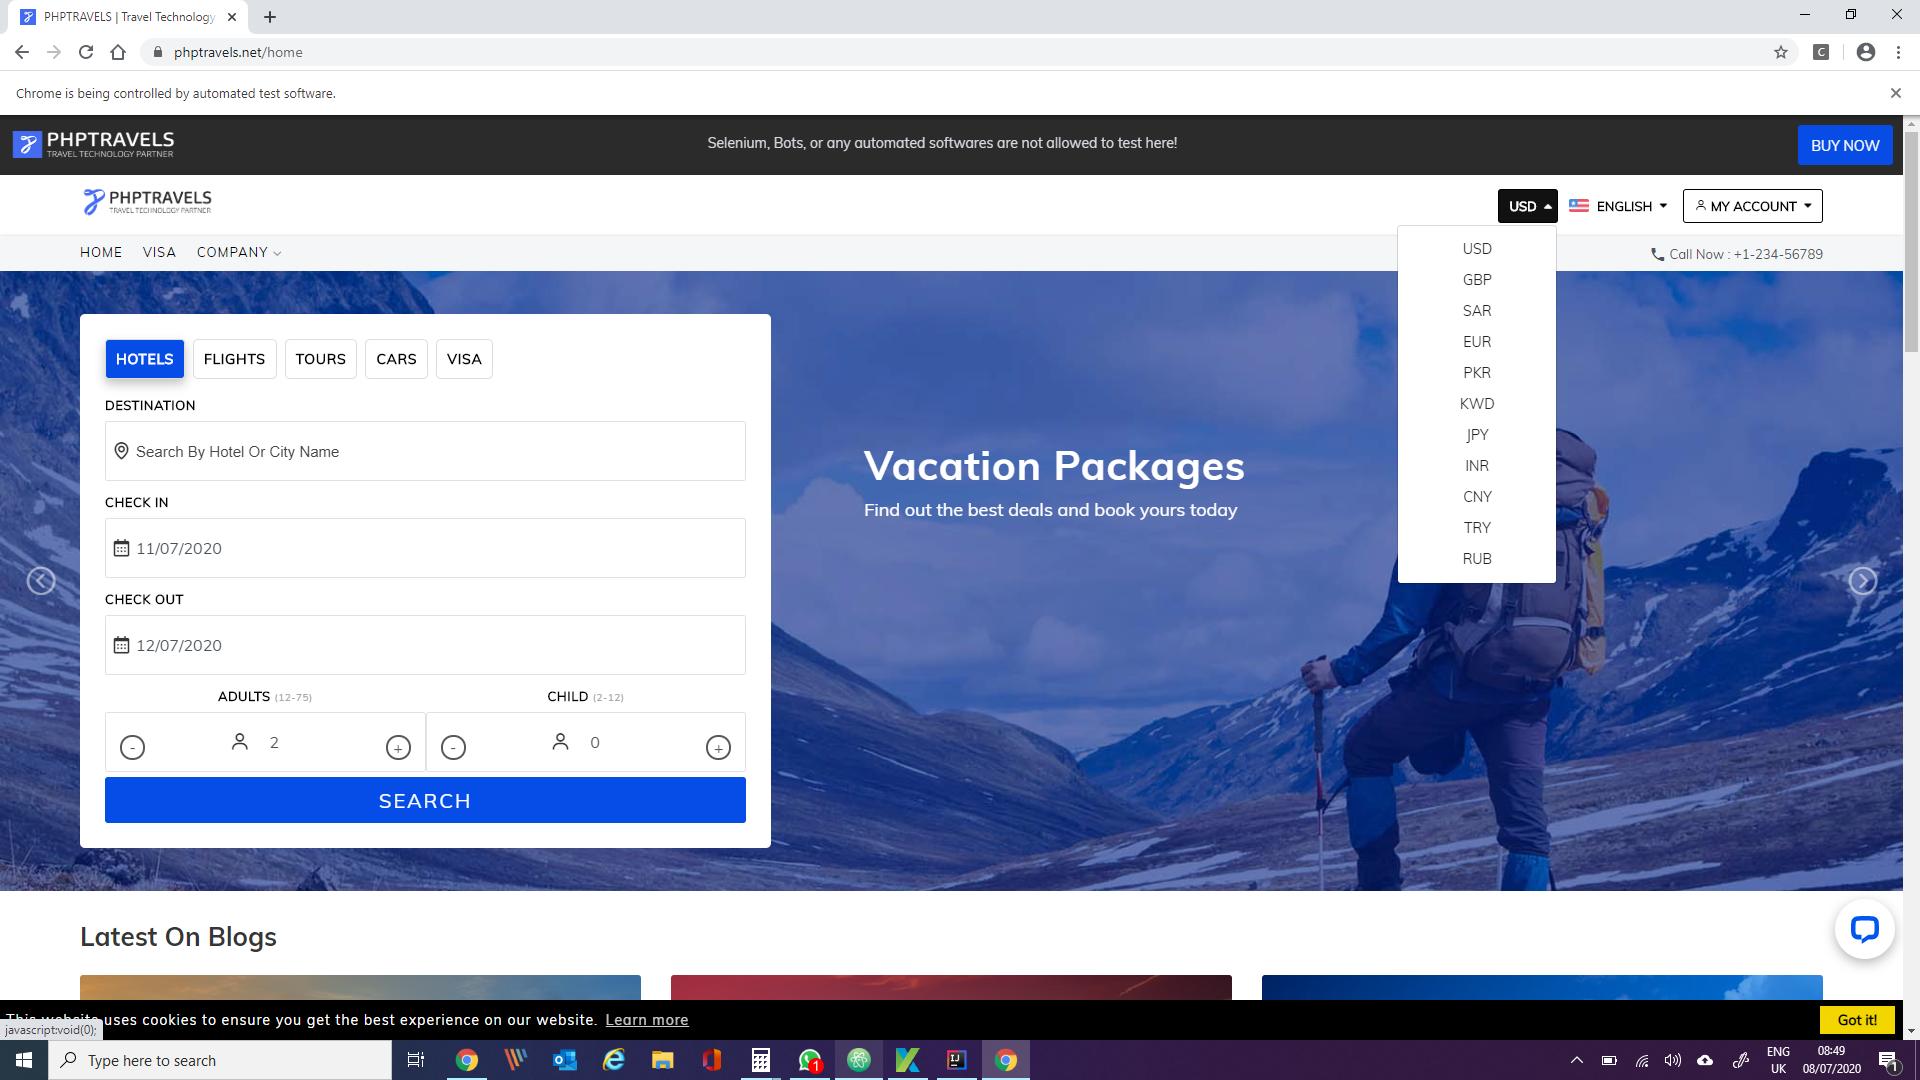 PHPTRAVELS | Travel Technology
phptravels.net/home
Chrome is being controlled by automated test software.
PHPTRAVELS
TRAVEL TECHNOLOGY PARTNER
Selenium, Bots, or any automated softwares are not allowed to test here!
BUY NOW
PHPTRAVELS
TRAVEL TECHNOLOGY PARTNER
USD
ENGLISH
MY ACCOUNT
HOME
VISA
COMPANY
Call Now : +1-234-56789
USD
GBP
SAR
EUR
PKR
KWD
JPY
INR
CNY
TRY
RUB
HOTELS
FLIGHTS
TOURS
CARS
VISA
DESTINATION
Search By Hotel Or City Name
CHECK IN
11/07/2020
CHECK OUT
12/07/2020
ADULTS (12-75)
CHILD (2-12)
- 2 +
- 0 +
SEARCH
Vacation Packages
Find out the best deals and book yours today
Latest On Blogs
uses cookies to ensure you get the best experience on our website. Learn more
Got it!
javascript:void(0);
Type here to search
1
ENG
UK
08:49
08/07/2020
1